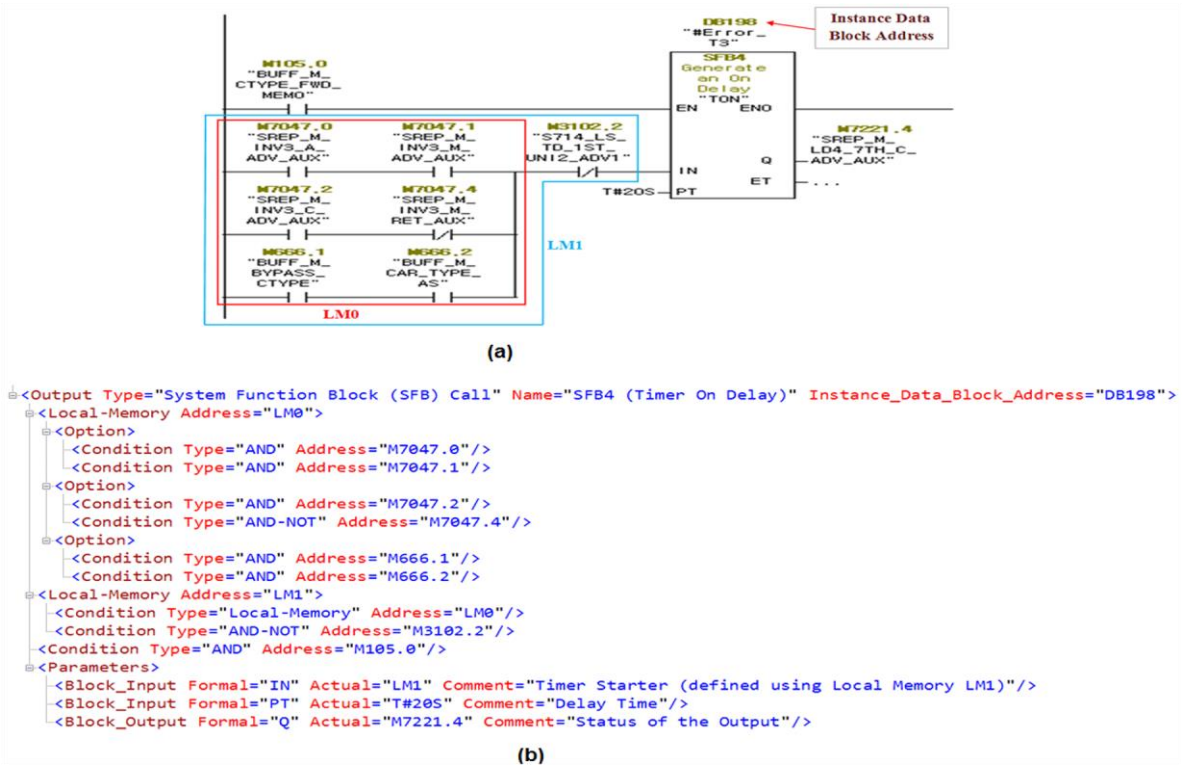 DB198
"#Error_
T3"
Instance Data
Block Address
M105.0
"BUFF_M_
CTYPE_FWD_
MEMO"
SFB4
Generate
an On
Delay
"TON"
EN ENO
M7047.0
"SREP_M_
INV3_A_
ADV_AUX"
M7047.1
"SREP_M_
INV3_M_
ADV_AUX"
M3102.2
"S714_LS_
TD_1ST_
UNI2_ADV1"
IN
Q
M7221.4
"SREP_M_
LD4_7TH_C_
ADV_AUX"
ET ...
T#20S PT
M7047.2
"SREP_M_
INV3_C_
ADV_AUX"
M7047.4
"SREP_M_
INV3_M_
RET_AUX"
LM1
M666.1
"BUFF_M_
BYPASS_
CTYPE"
M666.2
"BUFF_M_
CAR_TYPE_
AS"
LM0
(a)
<Output Type="System Function Block (SFB) Call" Name="SFB4 (Timer On Delay)" Instance_Data_Block_Address="DB198">
<Local-Memory Address="LM0">
<Option>
<Condition Type="AND" Address="M7047.0"/>
<Condition Type="AND" Address="M7047.1"/>
<Option>
<Condition Type="AND" Address="M7047.2"/>
<Condition Type="AND-NOT" Address="M7047.4"/>
<Option>
<Condition Type="AND" Address="M666.1"/>
<Condition Type="AND" Address="M666.2"/>
<Local-Memory Address="LM1">
<Condition Type="Local-Memory" Address="LM0"/>
<Condition Type="AND-NOT" Address="M3102.2"/>
<Condition Type="AND" Address="M105.0"/>
<Parameters>
<Block_Input Formal="IN" Actual="LM1" Comment="Timer Starter (defined using Local Memory LM1)"/>
<Block_Input Formal="PT" Actual="T#20S" Comment="Delay Time"/>
<Block_Output Formal="Q" Actual="M7221.4" Comment="Status of the Output"/>
(b)